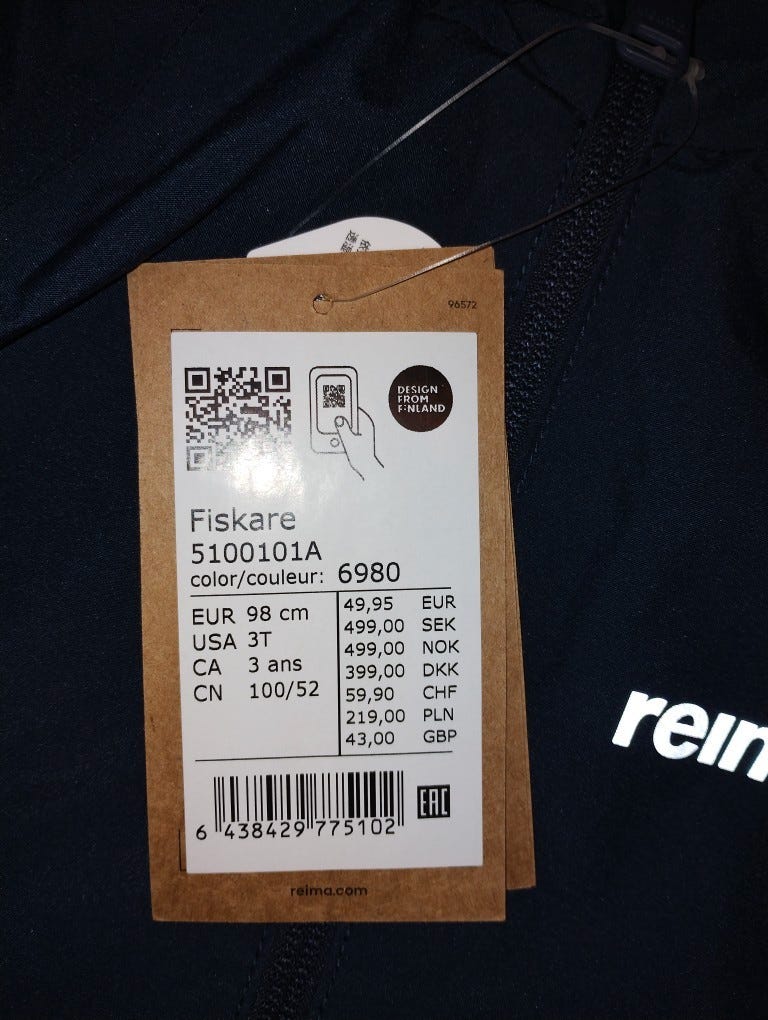 96572
DESIGN
FROM
FINLAND
Fiskare
5100101A
color/couleur: 6980
EUR 98 cm
USA 3T
CA 3 ans
CN 100/52
49,95 EUR
499,00 SEK
499,00 NOK
399,00 DKK
59,90 CHF
219,00 PLN
43,00 GBP
6 438429 775102
EAC
reima.com
reim